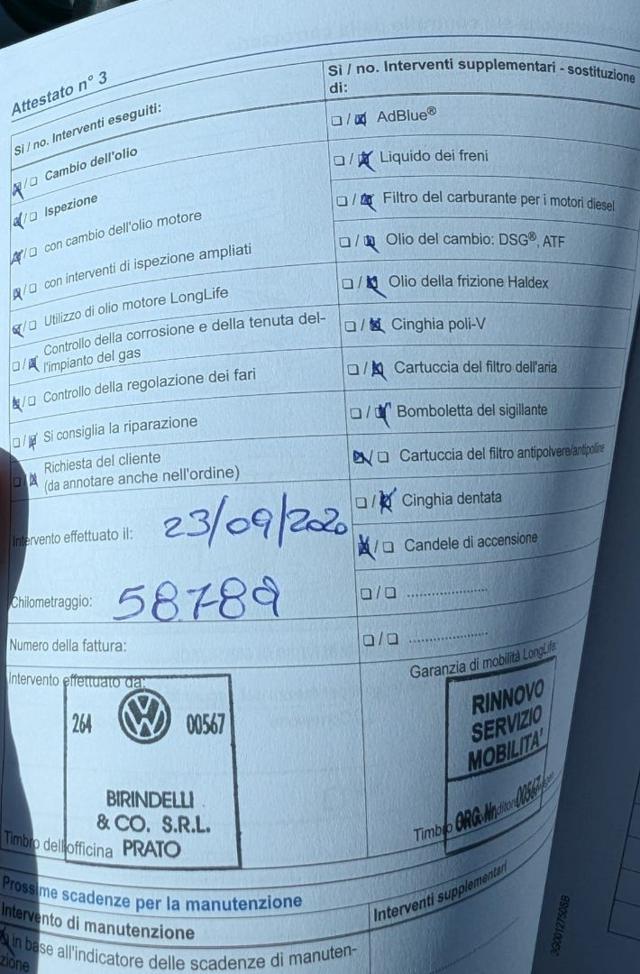 Attestato n° 3
Sì / no. Interventi eseguiti:
Cambio dell'olio
Ispezione
con cambio dell'olio motore
con interventi di ispezione ampliati
Utilizzo di olio motore LongLife
Controllo della corrosione e della tenuta del-
l'impianto del gas
Controllo della regolazione dei fari
Si consiglia la riparazione
Richiesta del cliente
(da annotare anche nell'ordine)
Intervento effettuato il: 23/09/2020
Chilometraggio: 58789
Numero della fattura:
Intervento effettuato da:
264 VW 00567
BIRINDELLI
& CO. S.R.L.
PRATO
Timbro dell'officina
Sì / no. Interventi supplementari - sostituzione
di:
AdBlue®
Liquido dei freni
Filtro del carburante per i motori diesel
Olio del cambio: DSG®, ATF
Olio della frizione Haldex
Cinghia poli-V
Cartuccia del filtro dell'aria
Bomboletta del sigillante
Cartuccia del filtro antipolvere/antipolline
Cinghia dentata
Candele di accensione
Garanzia di mobilità LongLife:
RINNOVO
SERVIZIO
MOBILITA'
ORG. Nr. 00567
Timbro
Prossime scadenze per la manutenzione
Intervento di manutenzione
Interventi supplementari
in base all'indicatore delle scadenze di manuten-
zione